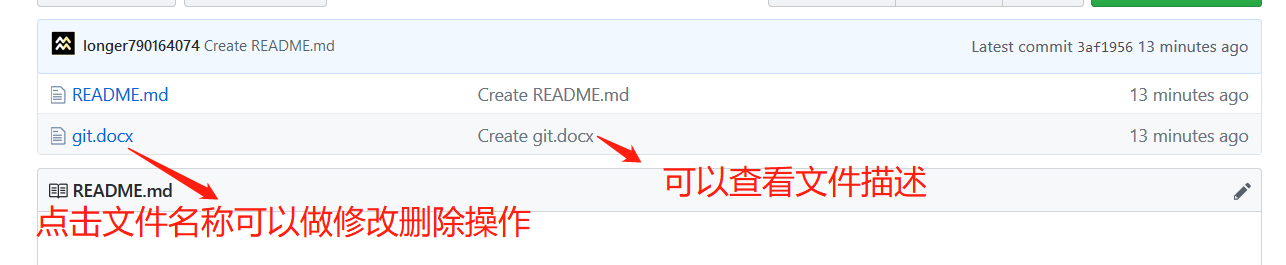 longer790164074 Create README.md
Latest commit 3af1956 13 minutes ago
README.md
Create README.md
13 minutes ago
git.docx
Create git.docx
13 minutes ago
README.md
可以查看文件描述
点击文件名称可以做修改删除操作